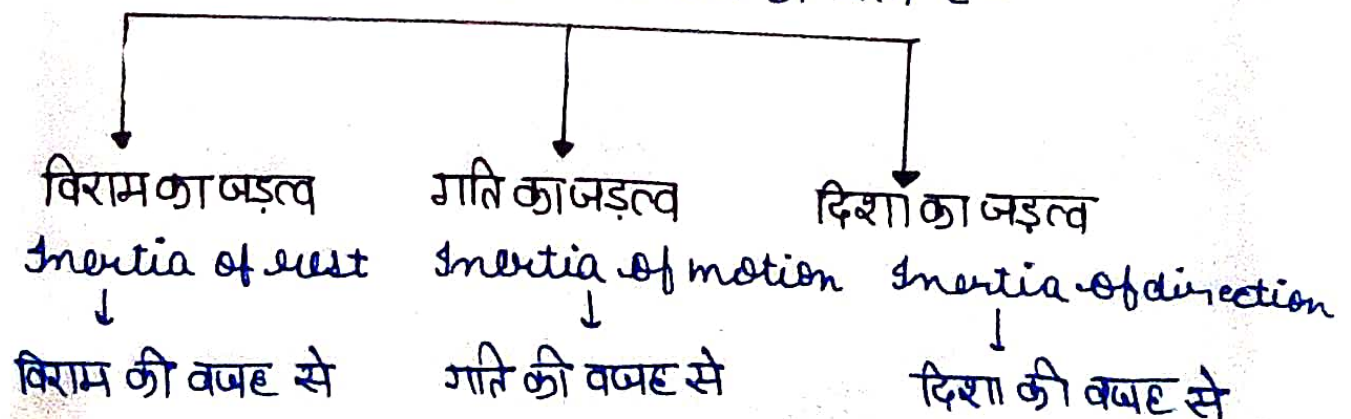 विराम का जड़त्व गति का जड़त्व दिशा का जड़त्व
Inertia of rest Inertia of motion Inertia of direction
विराम की वजह से गति की वजह से दिशा की वजह से